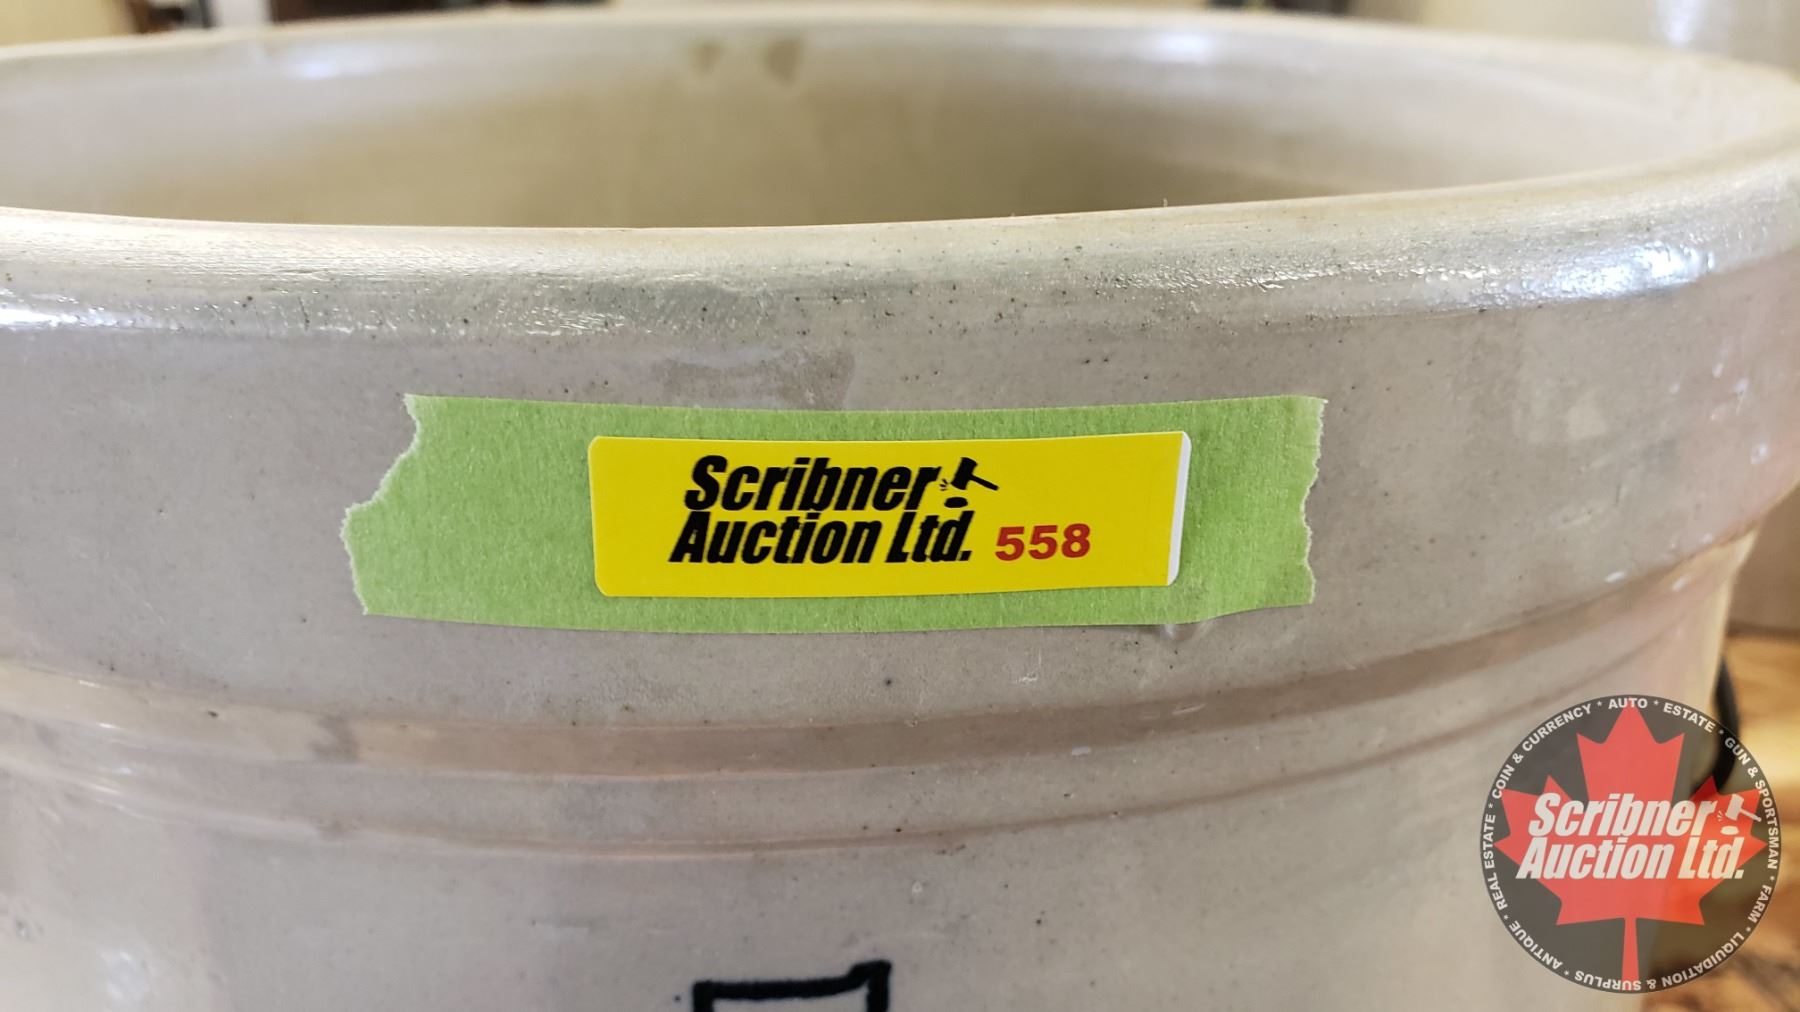 Scribner
Auction Ltd. 558
REAL ESTATE * COIN & CURRENCY * AUTO * ESTATE * GUN & SPORTSMAN * FARM * LIQUIDATION & SURPLUS * ANTIQUE *
Scribner
Auction Ltd.